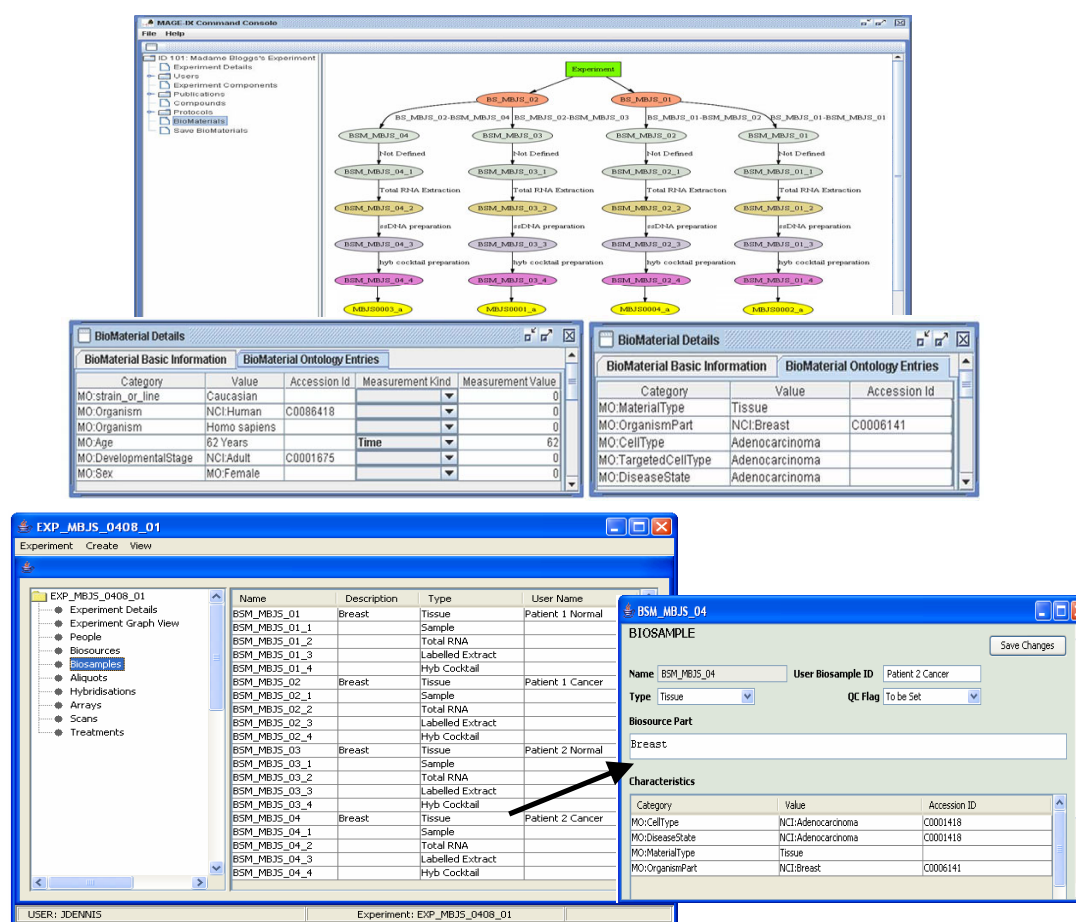 MAGE-IX Command Console
File Help
ID 101: Madame Bloggs's Experiment
Experiment Details
Users
Experiment Components
Publications
Compounds
Protocols
BioMaterials
Save BioMaterials
Experiment
BS_MBJS_02 BS_MBJS_01
BS_MBJS_02-BSM_MBJS_04 BS_MBJS_02-BSM_MBJS_03 BS_MBJS_01-BSM_MBJS_02 BS_MBJS_01-BSM_MBJS_01
BSM_MBJS_04 BSM_MBJS_03 BSM_MBJS_02 BSM_MBJS_01
Not Defined Not Defined Not Defined Not Defined
BSM_MBJS_04_1 BSM_MBJS_03_1 BSM_MBJS_02_1 BSM_MBJS_01_1
Total RNA Extraction Total RNA Extraction Total RNA Extraction Total RNA Extraction
BSM_MBJS_04_2 BSM_MBJS_03_2 BSM_MBJS_02_2 BSM_MBJS_01_2
ssDNA preparation ssDNA preparation ssDNA preparation ssDNA preparation
BSM_MBJS_04_3 BSM_MBJS_03_3 BSM_MBJS_02_3 BSM_MBJS_01_3
hyb cocktail preparation hyb cocktail preparation hyb cocktail preparation hyb cocktail preparation
BSM_MBJS_04_4 BSM_MBJS_03_4 BSM_MBJS_02_4 BSM_MBJS_01_4
MBJS0003_a MBJS0001_a MBJS0004_a MBJS0002_a
BioMaterial Details
BioMaterial Basic Information BioMaterial Ontology Entries
Category Value Accession Id Measurement Kind Measurement Value
MO:strain_or_line Caucasian 0
MO:Organism NCI:Human C0086418 0
MO:Organism Homo sapiens 0
MO:Age 62 Years Time 62
MO:DevelopmentalStage NCI:Adult C0001675 0
MO:Sex MO:Female 0
BioMaterial Details
BioMaterial Basic Information BioMaterial Ontology Entries
Category Value Accession Id
MO:MaterialType Tissue
MO:OrganismPart NCI:Breast C0006141
MO:CellType Adenocarcinoma
MO:TargetedCellType Adenocarcinoma
MO:DiseaseState Adenocarcinoma
EXP_MBJS_0408_01
Experiment Create View
EXP_MBJS_0408_01
Experiment Details
Experiment Graph View
People
Biosources
Biosamples
Aliquots
Hybridisations
Arrays
Scans
Treatments
Name Description Type User Name
BSM_MBJS_01 Breast Tissue Patient 1 Normal
BSM_MBJS_01_1 Sample
BSM_MBJS_01_2 Total RNA
BSM_MBJS_01_3 Labelled Extract
BSM_MBJS_01_4 Hyb Cocktail
BSM_MBJS_02 Breast Tissue Patient 1 Cancer
BSM_MBJS_02_1 Sample
BSM_MBJS_02_2 Total RNA
BSM_MBJS_02_3 Labelled Extract
BSM_MBJS_02_4 Hyb Cocktail
BSM_MBJS_03 Breast Tissue Patient 2 Normal
BSM_MBJS_03_1 Sample
BSM_MBJS_03_2 Total RNA
BSM_MBJS_03_3 Labelled Extract
BSM_MBJS_03_4 Hyb Cocktail
BSM_MBJS_04 Breast Tissue Patient 2 Cancer
BSM_MBJS_04_1 Sample
BSM_MBJS_04_2 Total RNA
BSM_MBJS_04_3 Labelled Extract
BSM_MBJS_04_4 Hyb Cocktail
USER: JDENNIS Experiment: EXP_MBJS_0408_01
BSM_MBJS_04
BIOSAMPLE
Save Changes
Name BSM_MBJS_04 User Biosample ID Patient 2 Cancer
Type Tissue QC Flag To be Set
Biosource Part
Breast
Characteristics
Category Value Accession ID
MO:CellType NCI:Adenocarcinoma C0001418
MO:DiseaseState NCI:Adenocarcinoma C0001418
MO:MaterialType Tissue
MO:OrganismPart NCI:Breast C0006141